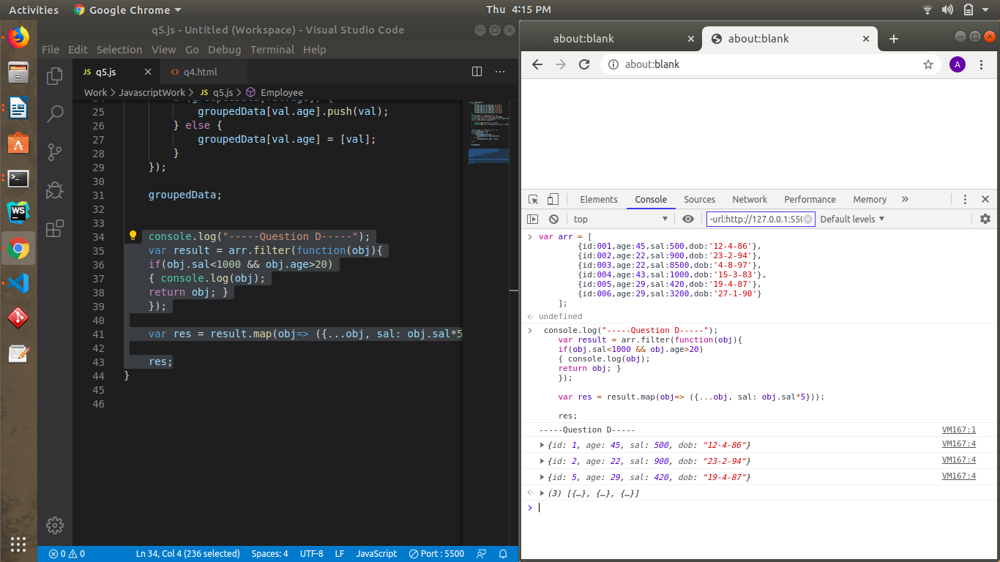 Activities Google Chrome Thu 4:15 PM
q5.js - Untitled (Workspace) - Visual Studio Code
File Edit Selection View Go Debug Terminal Help
JS q5.js <> q4.html
Work > JavascriptWork > JS q5.js > Employee
25 groupedData[val.age].push(val);
26 } else {
27 groupedData[val.age] = [val];
28 }
29 });
30
31 groupedData;
32
33
34 console.log("-----Question D-----");
35 var result = arr.filter(function(obj){
36 if(obj.sal<1000 && obj.age>20)
37 { console.log(obj);
38 return obj; }
39 });
40
41 var res = result.map(obj=> ({...obj, sal: obj.sal*5
42
43 res;
44 }
45
46
0 0 Ln 34, Col 4 (236 selected) Spaces: 4 UTF-8 LF JavaScript Port : 5500
WS
about:blank about:blank
about:blank A
Elements Console Sources Network Performance Memory »
top -url:http://127.0.0.1:550 Default levels
> var arr = [
{id:001,age:45,sal:500,dob:'12-4-86'},
{id:002,age:22,sal:900,dob:'23-2-94'},
{id:003,age:22,sal:8500,dob:'4-8-97'},
{id:004,age:43,sal:1000,dob:'15-3-83'},
{id:005,age:29,sal:420,dob:'19-4-87'},
{id:006,age:29,sal:3200,dob:'27-1-90'}
];
undefined
> console.log("-----Question D-----");
var result = arr.filter(function(obj){
if(obj.sal<1000 && obj.age>20)
{ console.log(obj);
return obj; }
});
var res = result.map(obj=> ({...obj, sal: obj.sal*5}));
res;
-----Question D----- VM167:1
{id: 1, age: 45, sal: 500, dob: "12-4-86"} VM167:4
{id: 2, age: 22, sal: 900, dob: "23-2-94"} VM167:4
{id: 5, age: 29, sal: 420, dob: "19-4-87"} VM167:4
(3) [{…}, {…}, {…}]
>